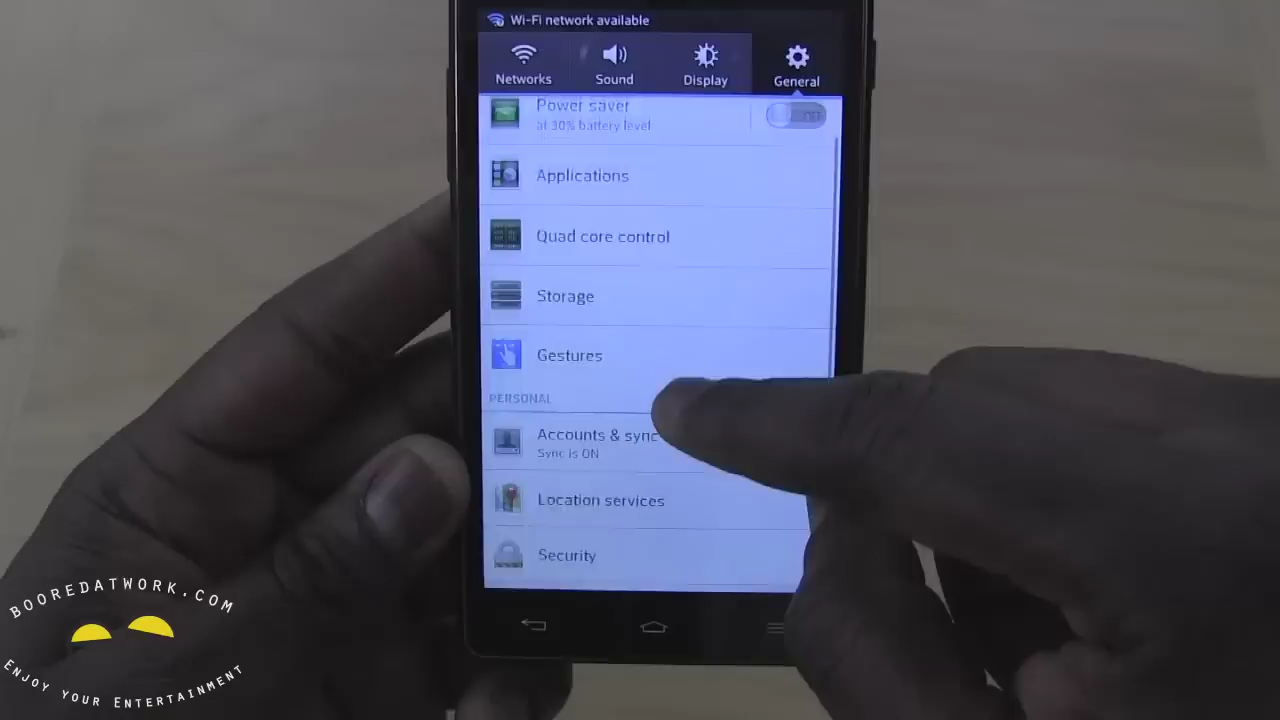 Wi-Fi network available
Networks
Sound
Display
General
Power saver
at 30% battery level
OFF
Applications
Quad core control
Storage
Gestures
PERSONAL
Accounts & sync
Sync is ON
Location services
Security
BOOREDATWORK.COM
ENJOY YOUR ENTERTAINMENT